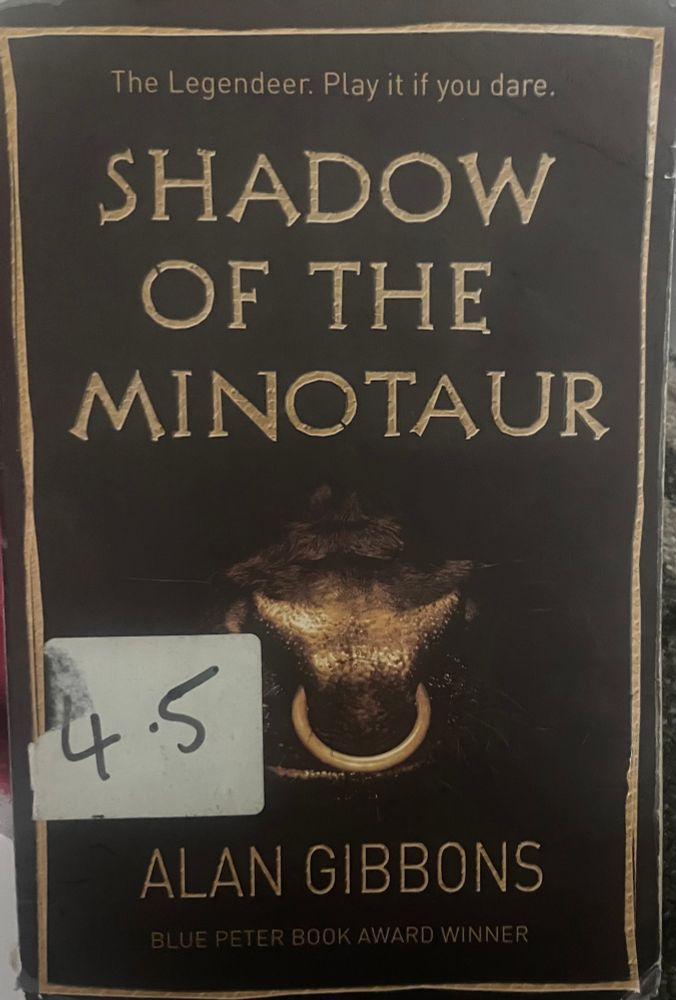 The Legendeer. Play it if you dare.
SHADOW
OF THE
MINOTAUR
4.5
ALAN GIBBONS
BLUE PETER BOOK AWARD WINNER